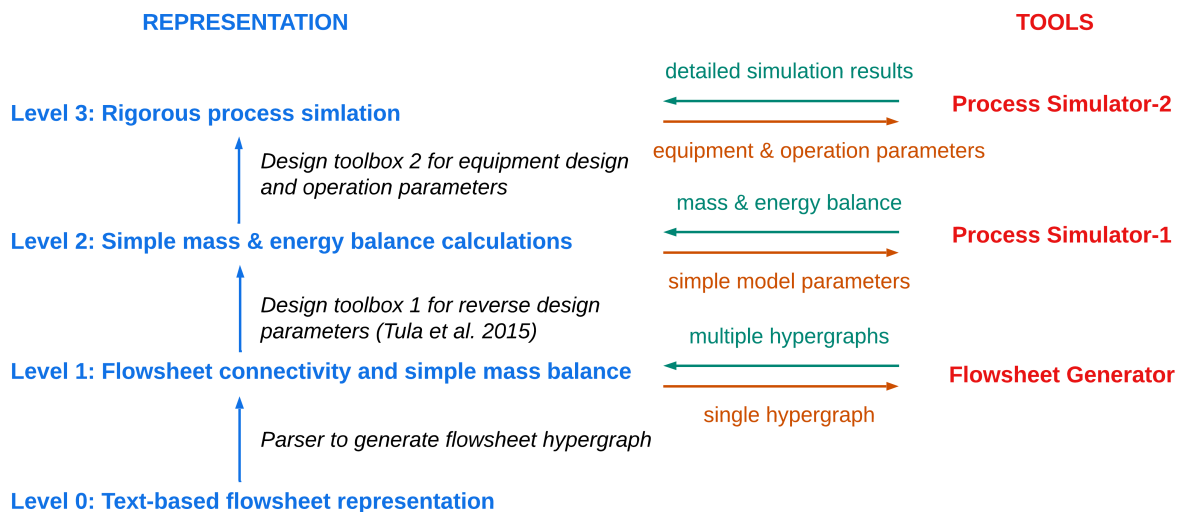 REPRESENTATION
TOOLS
detailed simulation results
Level 3: Rigorous process simlation
Process Simulator-2
equipment & operation parameters
Design toolbox 2 for equipment design
and operation parameters
mass & energy balance
Level 2: Simple mass & energy balance calculations
Process Simulator-1
simple model parameters
Design toolbox 1 for reverse design
parameters (Tula et al. 2015)
multiple hypergraphs
Level 1: Flowsheet connectivity and simple mass balance
Flowsheet Generator
single hypergraph
Parser to generate flowsheet hypergraph
Level 0: Text-based flowsheet representation